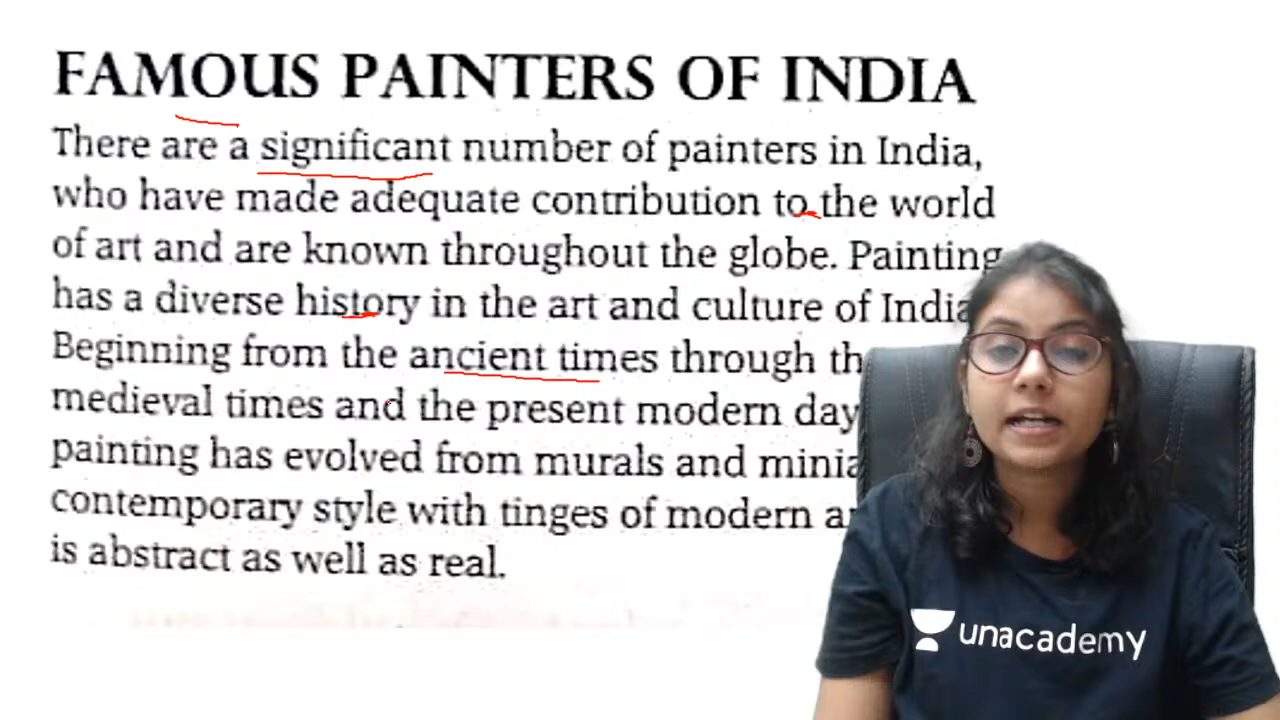 FAMOUS PAINTERS OF INDIA
There are a significant number of painters in India,
who have made adequate contribution to the world
of art and are known throughout the globe. Painting
has a diverse history in the art and culture of India
Beginning from the ancient times through
medieval times and the present modern day
painting has evolved from murals and
contemporary style with tinges of modern
is abstract as well as real.
unacademy